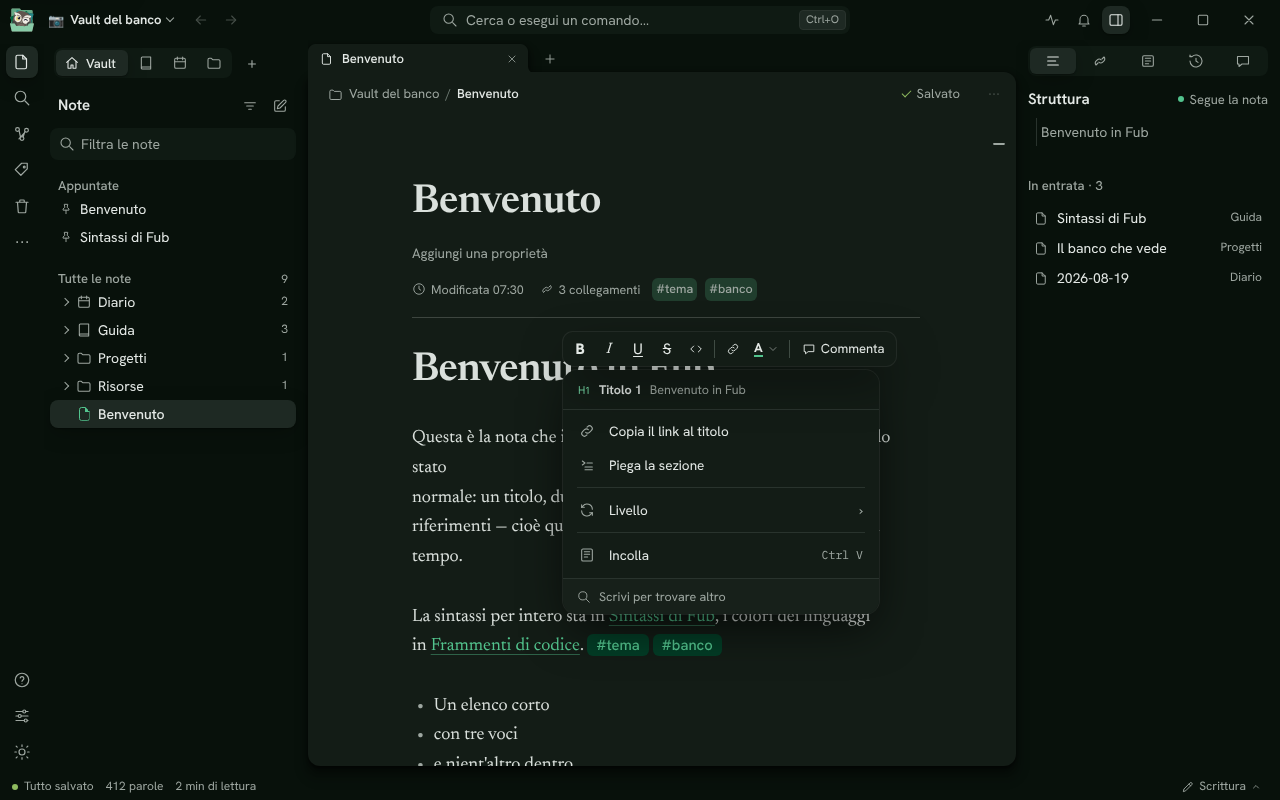 Vault del banco
Cerca o esegui un comando...
Ctrl+O
Vault
Benvenuto
Note
Filtra le note
Appuntate
Benvenuto
Sintassi di Fub
Tutte le note 9
Diario 2
Guida 3
Progetti 1
Risorse 1
Benvenuto
Vault del banco / Benvenuto
Salvato
Benvenuto
Aggiungi una proprietà
Modificata 07:30 3 collegamenti #tema #banco
B I U S A Commenta
H1 Titolo 1 Benvenuto in Fub
Copia il link al titolo
Piega la sezione
Livello
Incolla Ctrl V
Scrivi per trovare altro
Questa è la nota che
stato
normale: un titolo,
riferimenti — cioè
tempo.
La sintassi per intero sta in Sintassi di Fub, i colori dei linguaggi
in Frammenti di codice. #tema #banco
• Un elenco corto
• con tre voci
• e nient'altro dentro
Struttura Segue la nota
Benvenuto in Fub
In entrata · 3
Sintassi di Fub Guida
Il banco che vede Progetti
2026-08-19 Diario
Tutto salvato 412 parole 2 min di lettura
Scrittura